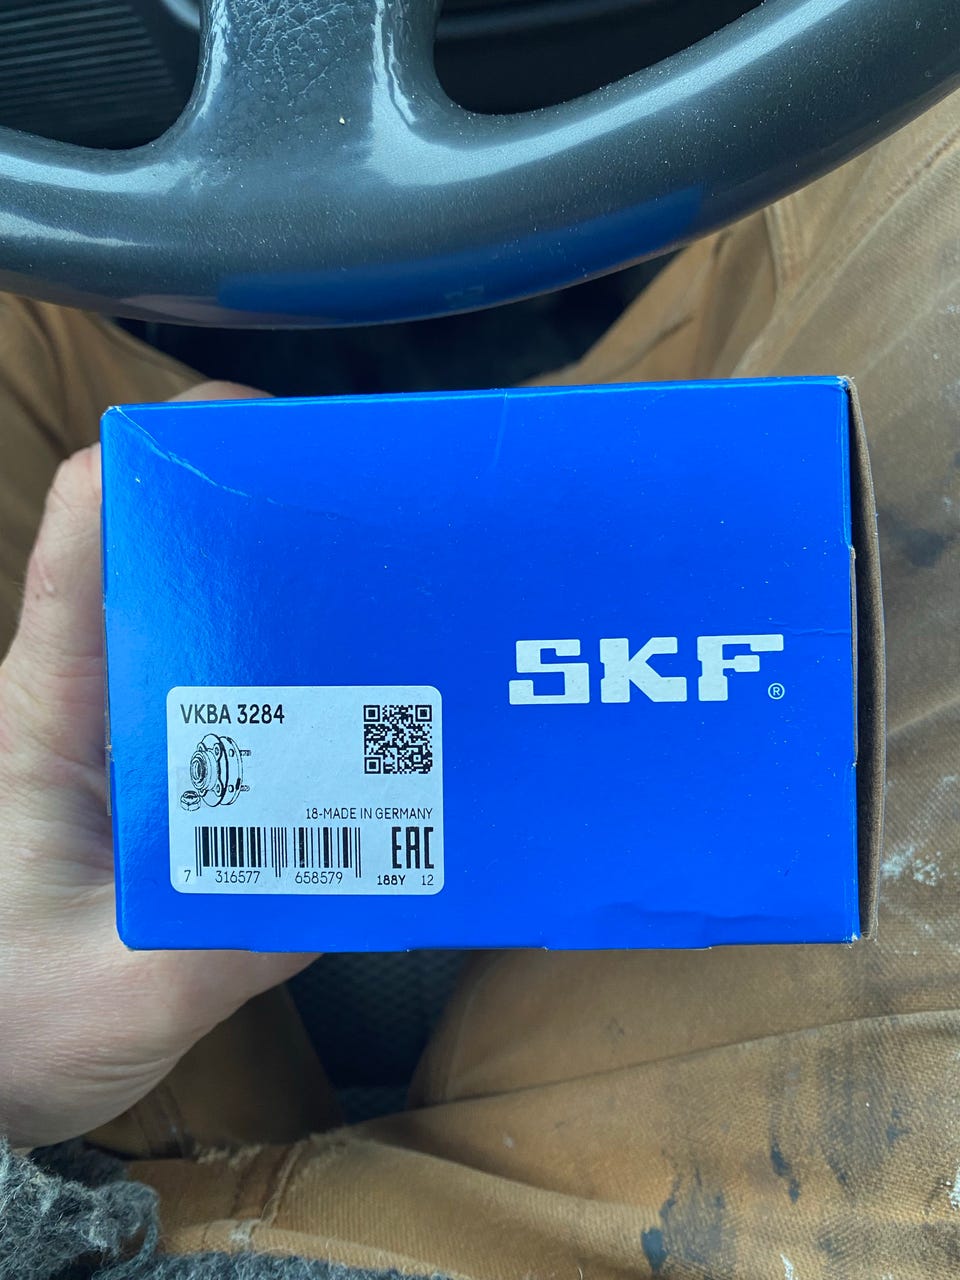 SKF®
VKBA 3284
18-MADE IN GERMANY
EAC
7 316577 658579
188Y 12